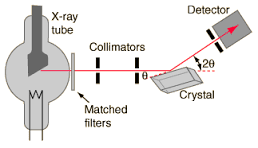 X-ray
tube
Detector
Collimators
2θ
θ
Crystal
Matched
filters